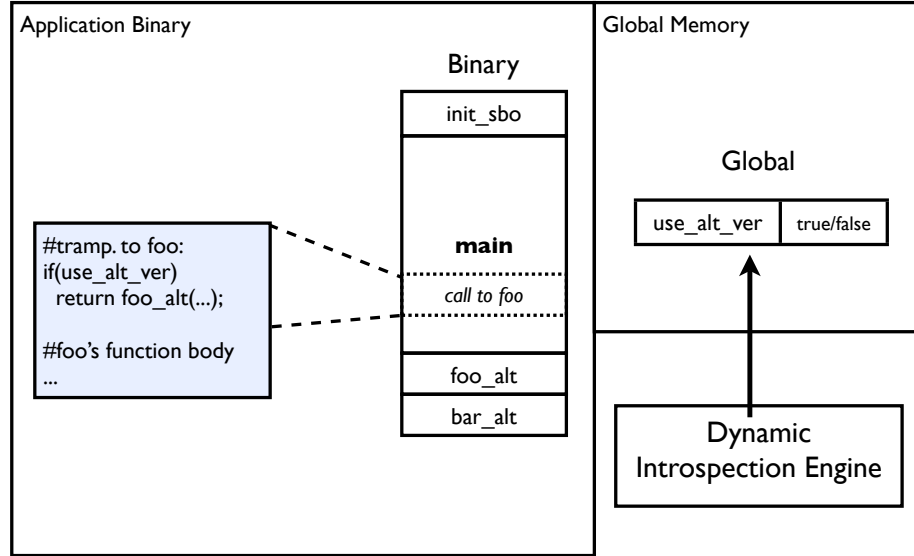 Application Binary
Binary
init_sbo
main
call to foo
foo_alt
bar_alt
#tramp. to foo:
if(use_alt_ver)
return foo_alt(...);
#foo's function body
...
Global Memory
Global
use_alt_ver true/false
Dynamic
Introspection Engine